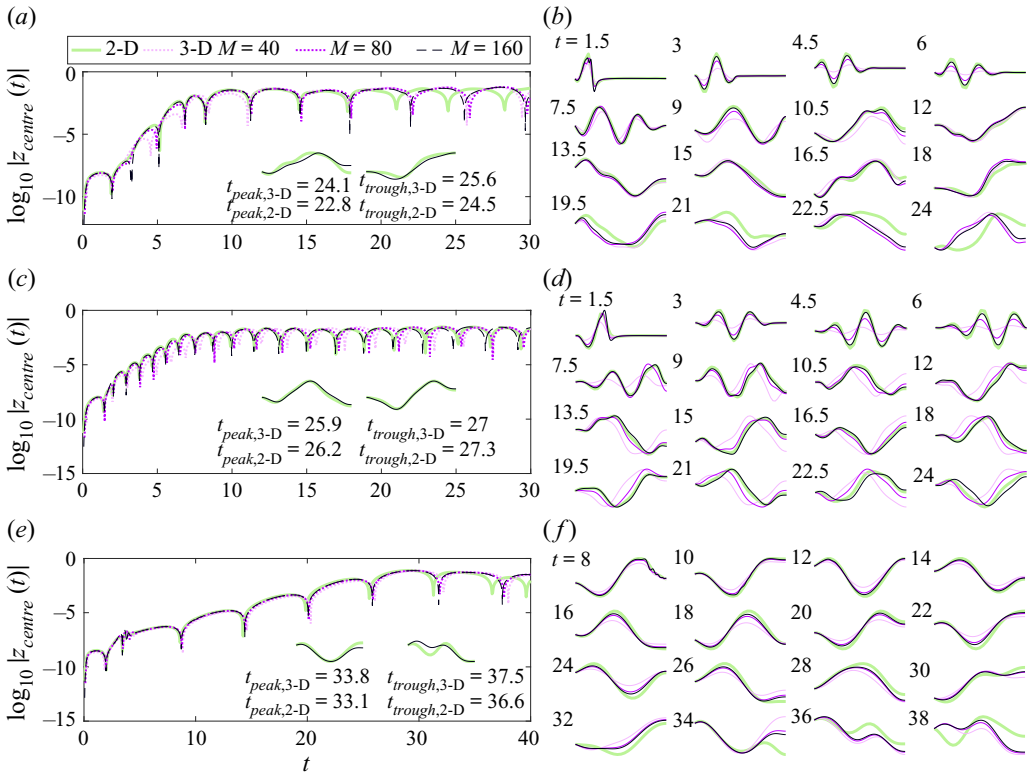 (a)
2-D 3-D M = 40 M = 80 M = 160
0
−5
−10
log10 |zcentre (t)|
tpeak,3-D = 24.1
tpeak,2-D = 22.8
ttrough,3-D = 25.6
ttrough,2-D = 24.5
0 5 10 15 20 25 30
(b)
t = 1.5 3 4.5 6
7.5 9 10.5 12
13.5 15 16.5 18
19.5 21 22.5 24
(c)
0
−5
−10
−15
log10 |zcentre (t)|
tpeak,3-D = 25.9
tpeak,2-D = 26.2
ttrough,3-D = 27
ttrough,2-D = 27.3
0 5 10 15 20 25 30
(d)
t = 1.5 3 4.5 6
7.5 9 10.5 12
13.5 15 16.5 18
19.5 21 22.5 24
(e)
0
−5
−10
−15
log10 |zcentre (t)|
tpeak,3-D = 33.8
tpeak,2-D = 33.1
ttrough,3-D = 37.5
ttrough,2-D = 36.6
0 10 20 30 40
t
(f)
t = 8 10 12 14
16 18 20 22
24 26 28 30
32 34 36 38